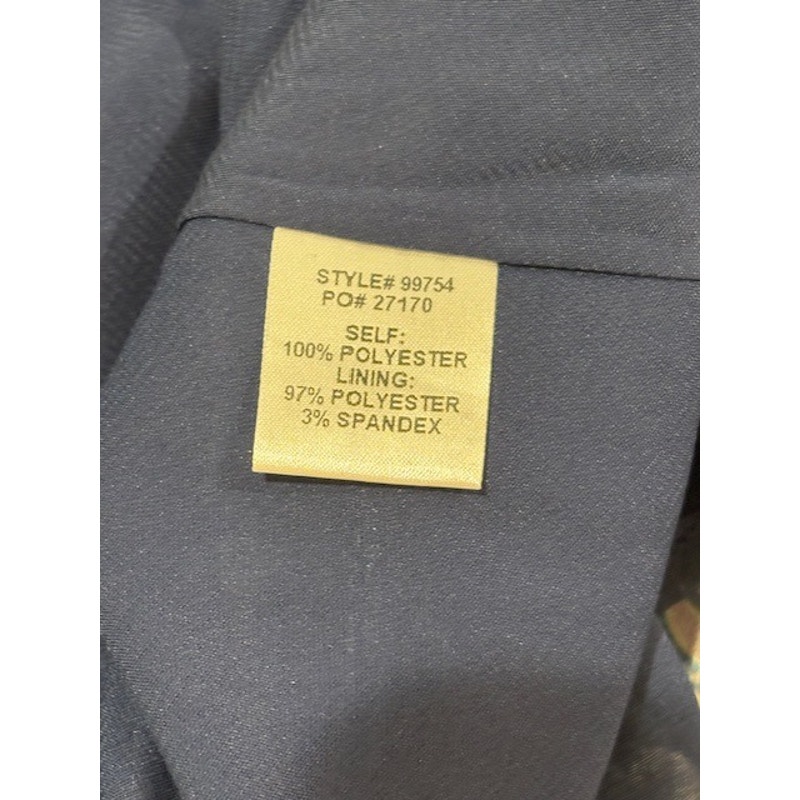 STYLE# 99754
PO# 27170
SELF:
100% POLYESTER
LINING:
97% POLYESTER
3% SPANDEX